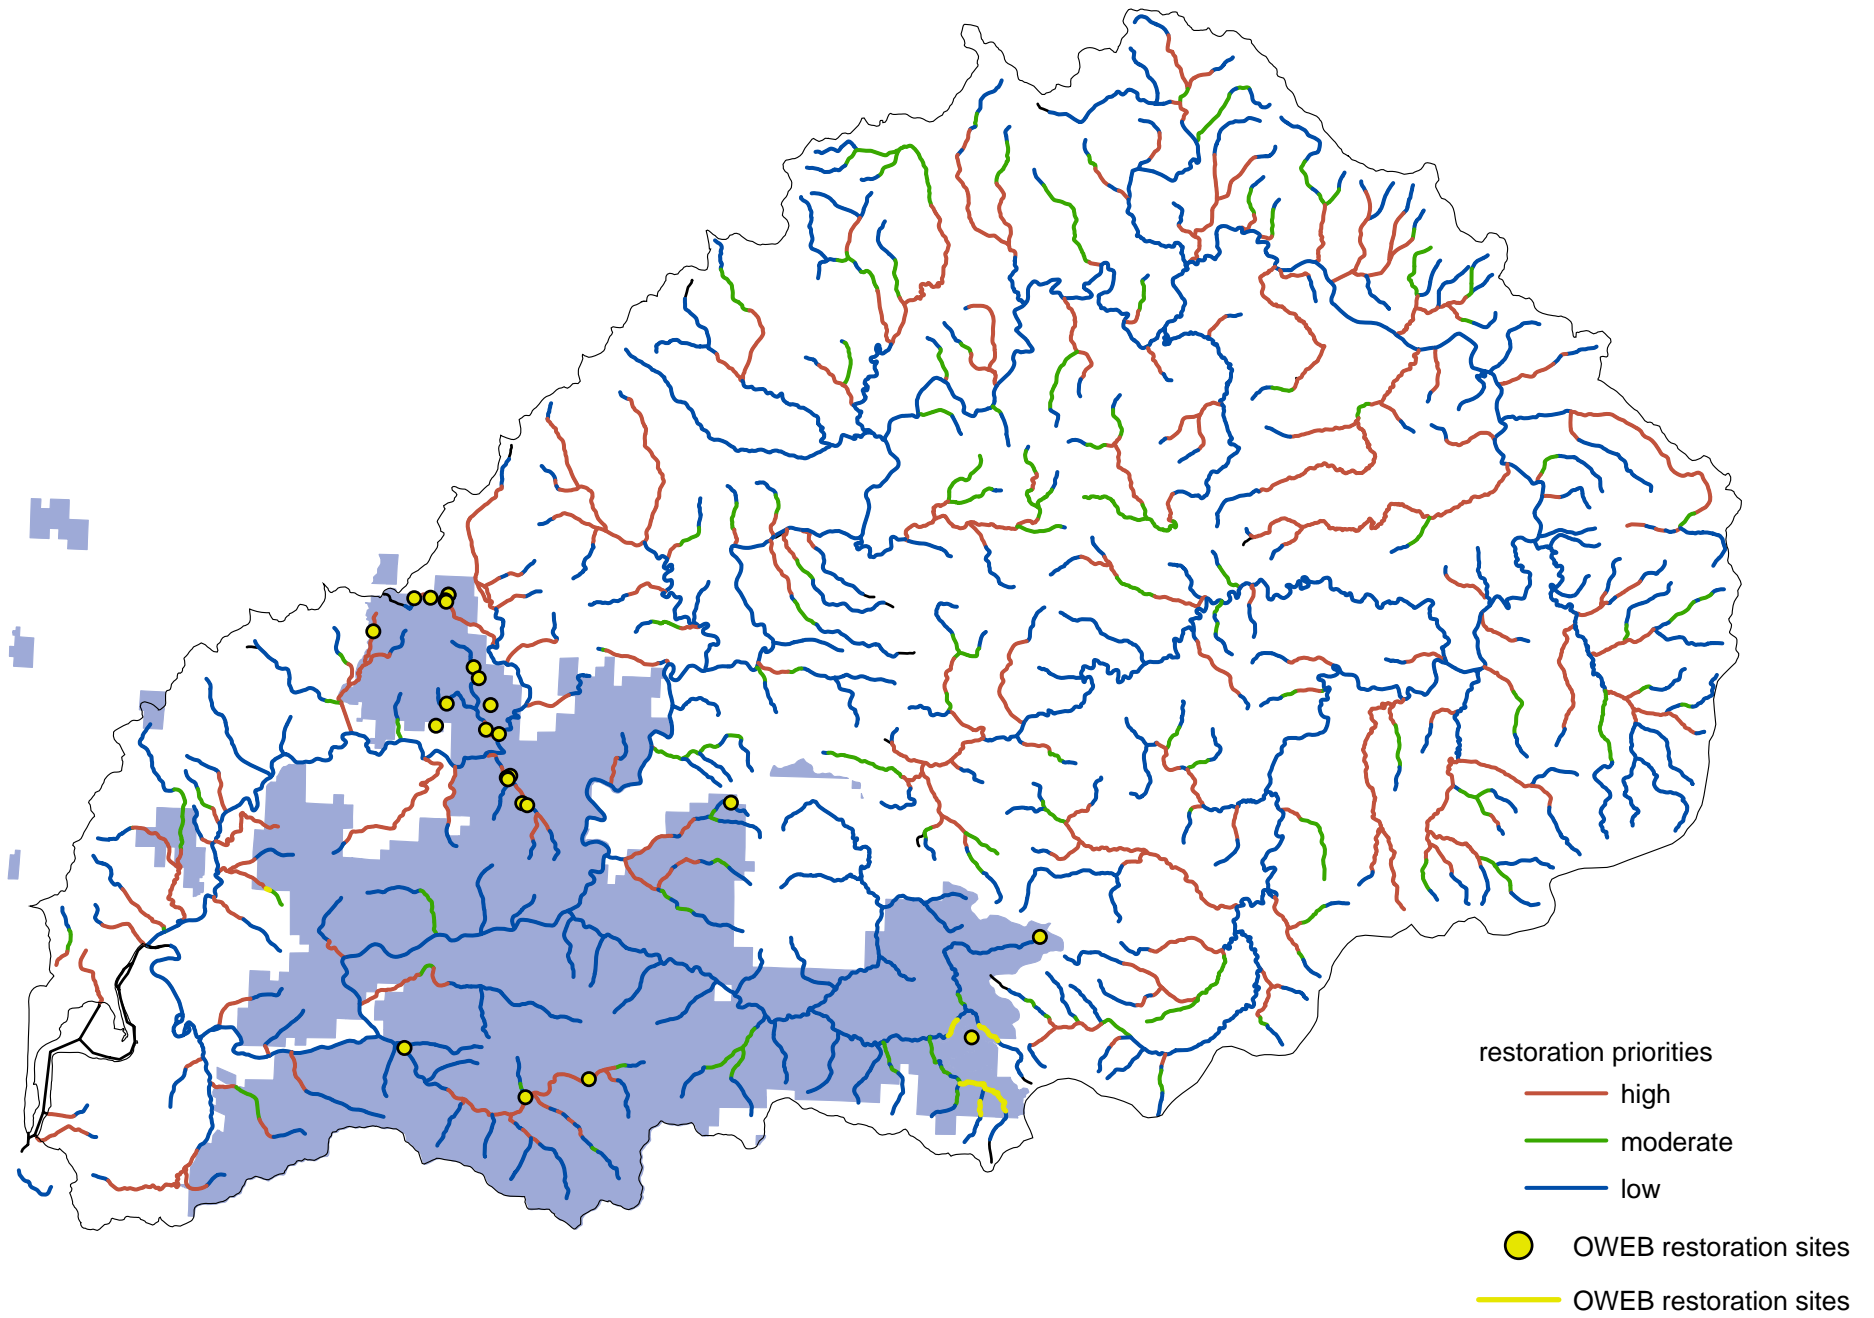 restoration priorities
high
moderate
low
OWEB restoration sites
OWEB restoration sites